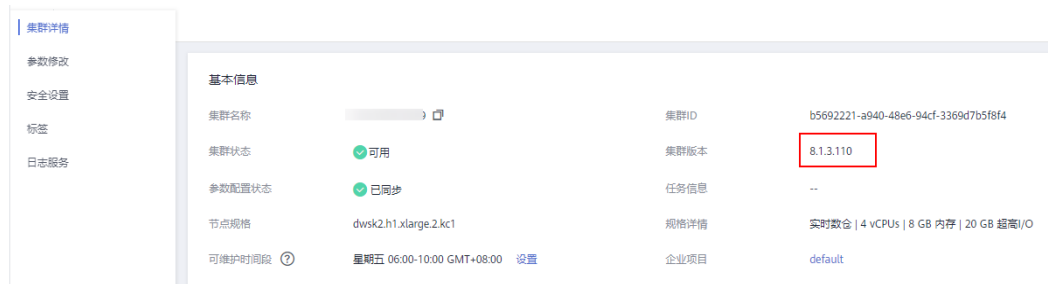 集群详情
参数修改
安全设置
标签
日志服务
基本信息
集群名称 集群ID b5692221-a940-48e6-94cf-3369d7b5f8f4
集群状态 可用 集群版本 8.1.3.110
参数配置状态 已同步 任务信息 --
节点规格 dwsk2.h1.xlarge.2.kc1 规格详情 实时数仓 | 4 vCPUs | 8 GB 内存 | 20 GB 超高I/O
可维护时间段 ? 星期五 06:00-10:00 GMT+08:00 设置 企业项目 default